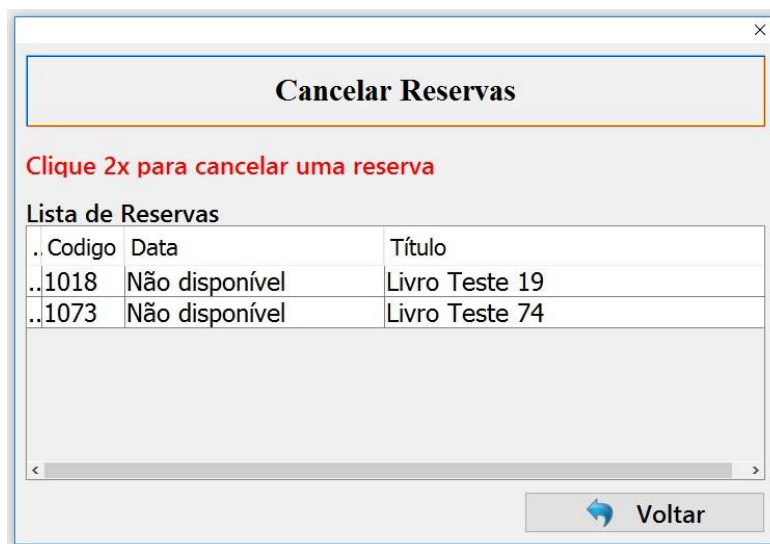 Cancelar Reservas
Clique 2x para cancelar uma reserva
Lista de Reservas
.. Codigo Data Título
..1018 Não disponível Livro Teste 19
..1073 Não disponível Livro Teste 74
Voltar